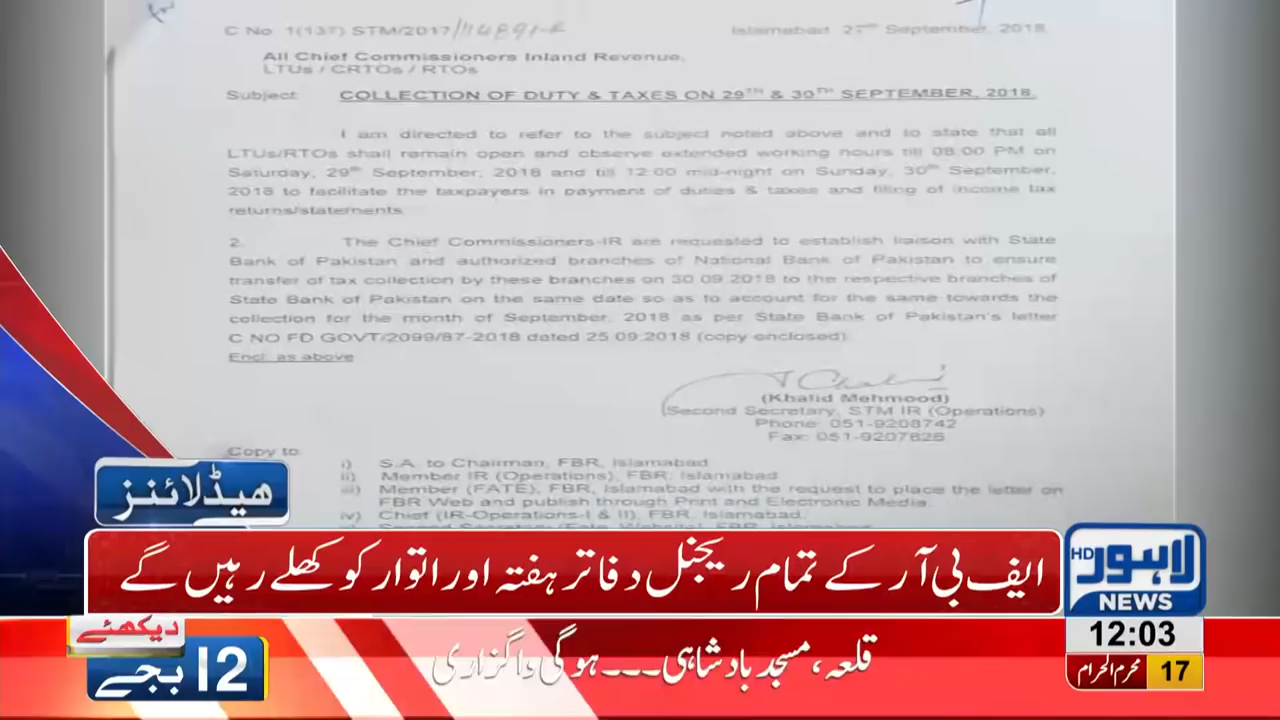 C No. 1(137) STM/2017/114891-R
Islamabad, 27th September, 2018.
All Chief Commissioners Inland Revenue,
LTUs / CRTOs / RTOs
Subject: COLLECTION OF DUTY & TAXES ON 29TH & 30TH SEPTEMBER, 2018.
I am directed to refer to the subject noted above and to state that all
LTUs/RTOs shall remain open and observe extended working hours till 08:00 PM on
Saturday, 29th September, 2018 and till 12:00 mid-night on Sunday, 30th September,
2018 to facilitate the taxpayers in payment of duties & taxes and filing of income tax
returns/statements.
2. The Chief Commissioners-IR are requested to establish liaison with State
Bank of Pakistan and authorized branches of National Bank of Pakistan to ensure
transfer of tax collection by these branches on 30.09.2018 to the respective branches of
State Bank of Pakistan on the same date so as to account for the same towards the
collection for the month of September, 2018 as per State Bank of Pakistan's letter
C NO FD GOVT/2099/87-2018 dated 25.09.2018 (copy enclosed).
Encl: as above
(Khalid Mehmood)
Second Secretary, STM IR (Operations)
Phone: 051-9208742
Fax: 051-9207626
Copy to:
i) S.A. to Chairman, FBR, Islamabad
ii) Member IR (Operations), FBR, Islamabad
iii) Member (FATE), FBR, Islamabad with the request to place the letter on
FBR Web and publish through Print and Electronic Media.
iv) Chief (IR-Operations-I & II), FBR, Islamabad.
ہیڈلائنز
ایف بی آر کے تمام ریجنل دفاتر ہفتہ اور اتوار کو کھلے رہیں گے
لاہور HD
NEWS
12:03
17 محرم الحرام
دیکھئے
12 بجے
قلعہ، مسجد بادشاہی۔۔۔ ہوگی واگزاری